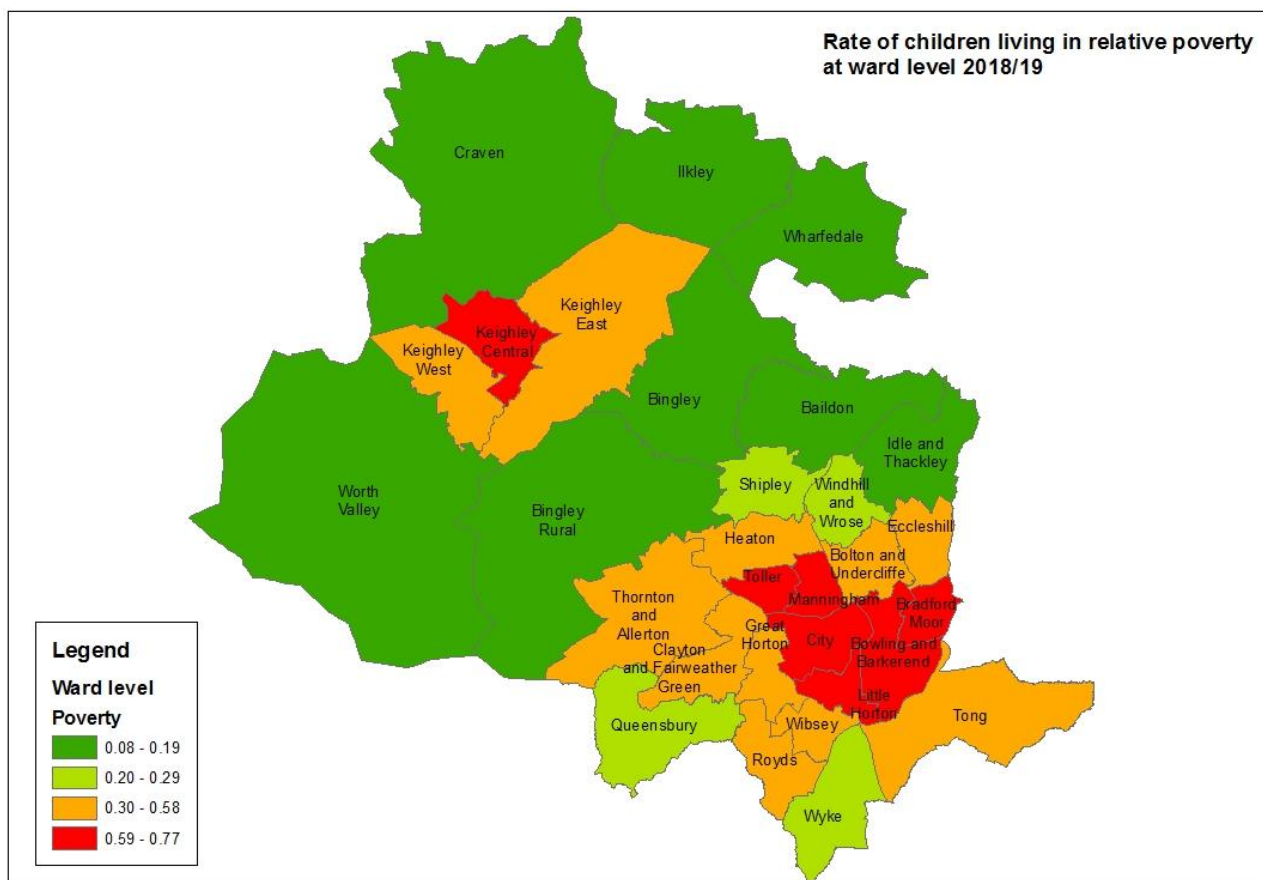 Rate of children living in relative poverty
at ward level 2018/19
Craven
Ilkley
Wharfedale
Keighley
East
Keighley
Central
Keighley
West
Bingley
Baildon
Idle and
Thackley
Shipley
Windhill
and
Wrose
Worth
Valley
Bingley
Rural
Eccleshill
Heaton
Bolton and
Undercliffe
Toller
Manningham
Bradford
Moor
Thornton
and
Allerton
Great
Horton
City
Bowling and
Barkerend
Clayton
and Fairweather
Green
Little
Horton
Queensbury
Wibsey
Tong
Royds
Wyke
Legend
Ward level
Poverty
0.08 - 0.19
0.20 - 0.29
0.30 - 0.58
0.59 - 0.77